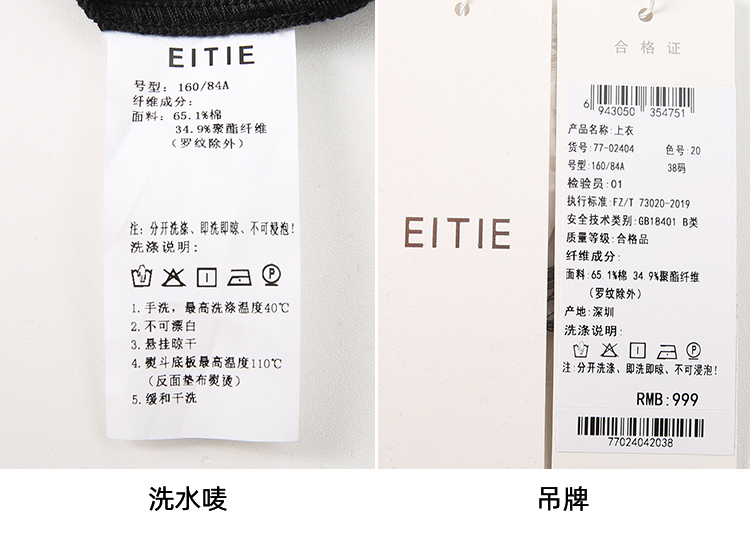 EITIE
号型：160/84A
纤维成分：
面料：65.1%棉
34.9%聚酯纤维
（罗纹除外）
注：分开洗涤、即洗即晾、不可浸泡！
洗涤说明：
P
1. 手洗，最高洗涤温度40℃
2. 不可漂白
3. 悬挂晾干
4. 熨斗底板最高温度110℃
（反面垫布熨烫）
5. 缓和干洗
洗水唛
EITIE
合格证
6 943050 354751
产品名称：上衣
货号：77-02404 色号：20
号型：160/84A 38码
检验员：01
执行标准：FZ/T 73020-2019
安全技术类别：GB18401 B类
质量等级：合格品
纤维成分：
面料：65.1%棉 34.9%聚酯纤维
（罗纹除外）
产地：深圳
洗涤说明：
P
注：分开洗涤、即洗即晾、不可浸泡！
RMB:999
77024042038
吊牌